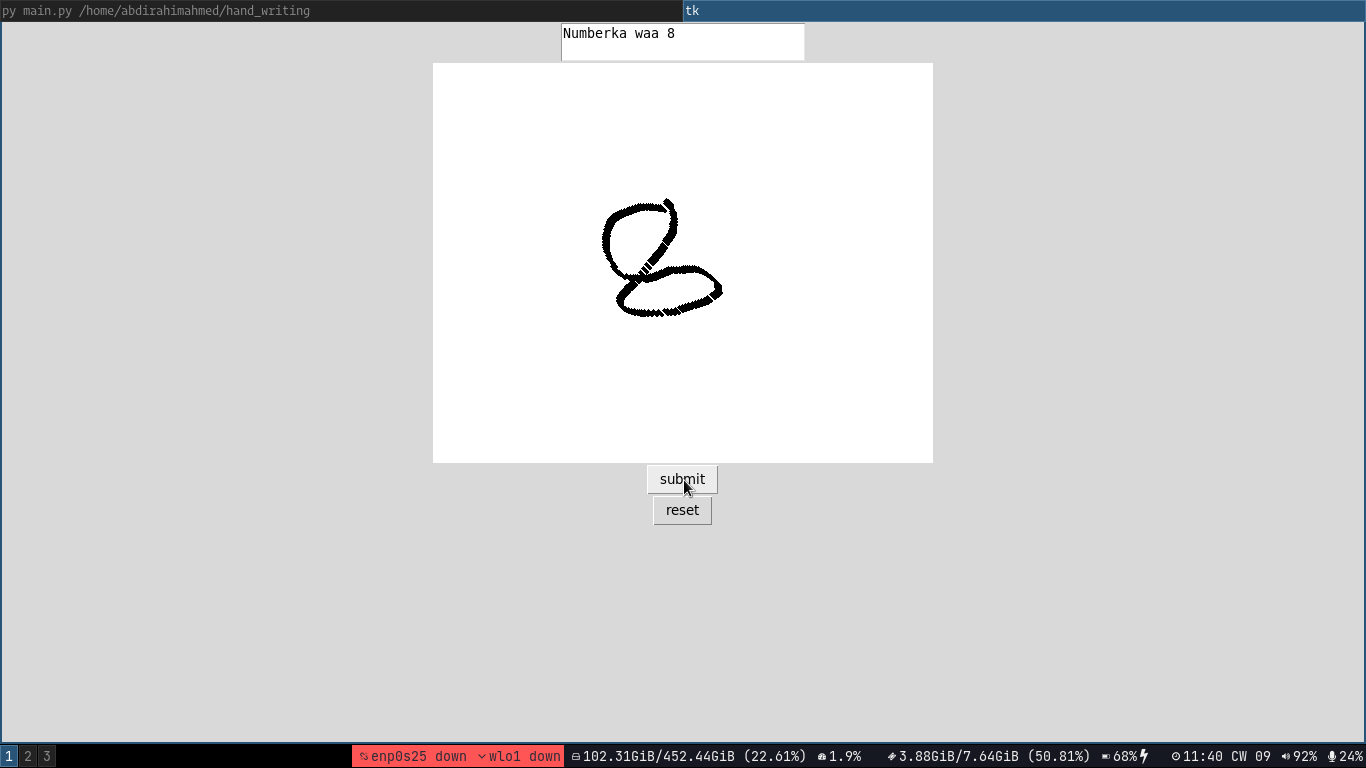 py main.py /home/abdirahimahmed/hand_writing
tk
Numberka waa 8
8
submit
reset
1 2 3
enp0s25 down wlo1 down 102.31GiB/452.44GiB (22.61%) 1.9% 3.88GiB/7.64GiB (50.81%) 68% 11:40 CW 09 92% 24%